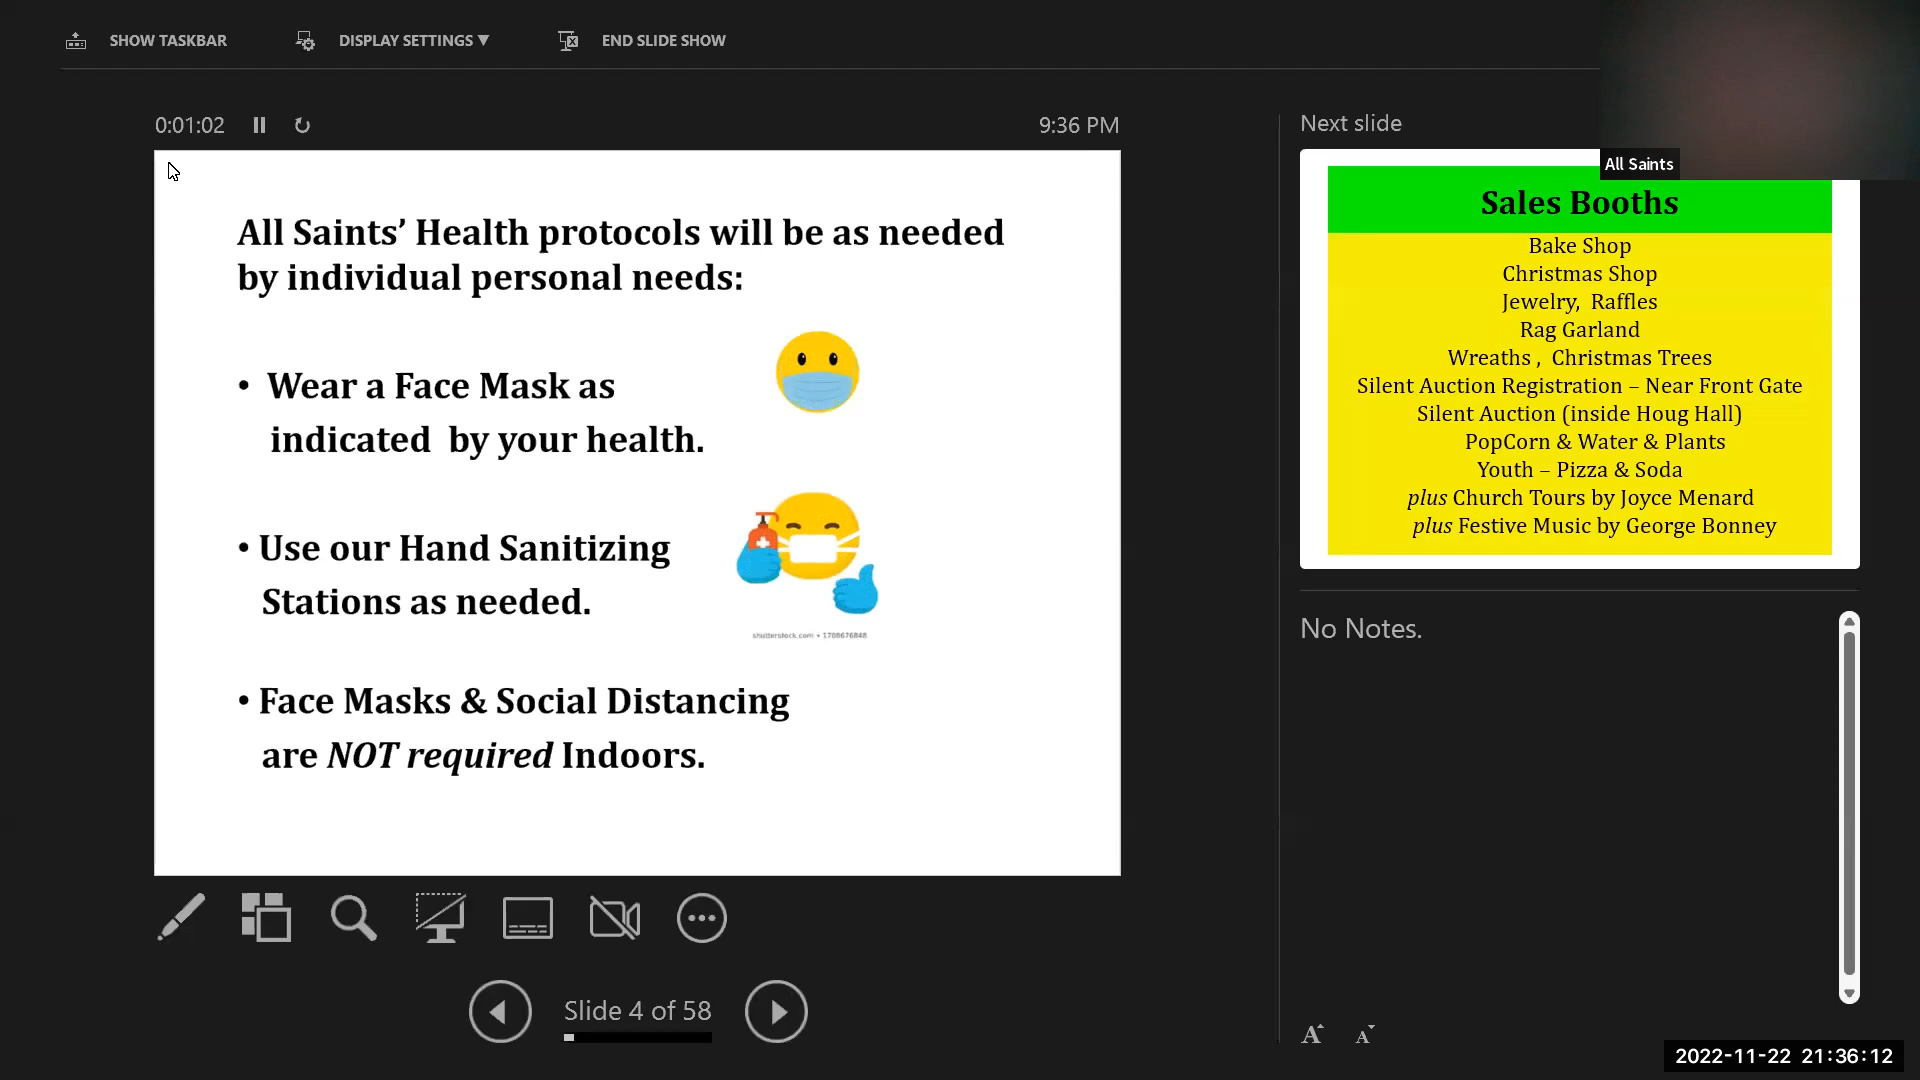 SHOW TASKBAR
DISPLAY SETTINGS ▼
END SLIDE SHOW
0:01:02
9:36 PM
Next slide
All Saints
All Saints’ Health protocols will be as needed
by individual personal needs:
• Wear a Face Mask as
indicated by your health.
• Use our Hand Sanitizing
Stations as needed.
shutterstock.com • 1708676848
• Face Masks & Social Distancing
are NOT required Indoors.
Sales Booths
Bake Shop
Christmas Shop
Jewelry, Raffles
Rag Garland
Wreaths , Christmas Trees
Silent Auction Registration – Near Front Gate
Silent Auction (inside Houg Hall)
PopCorn & Water & Plants
Youth – Pizza & Soda
plus Church Tours by Joyce Menard
plus Festive Music by George Bonney
No Notes.
Slide 4 of 58
A A
2022-11-22 21:36:12